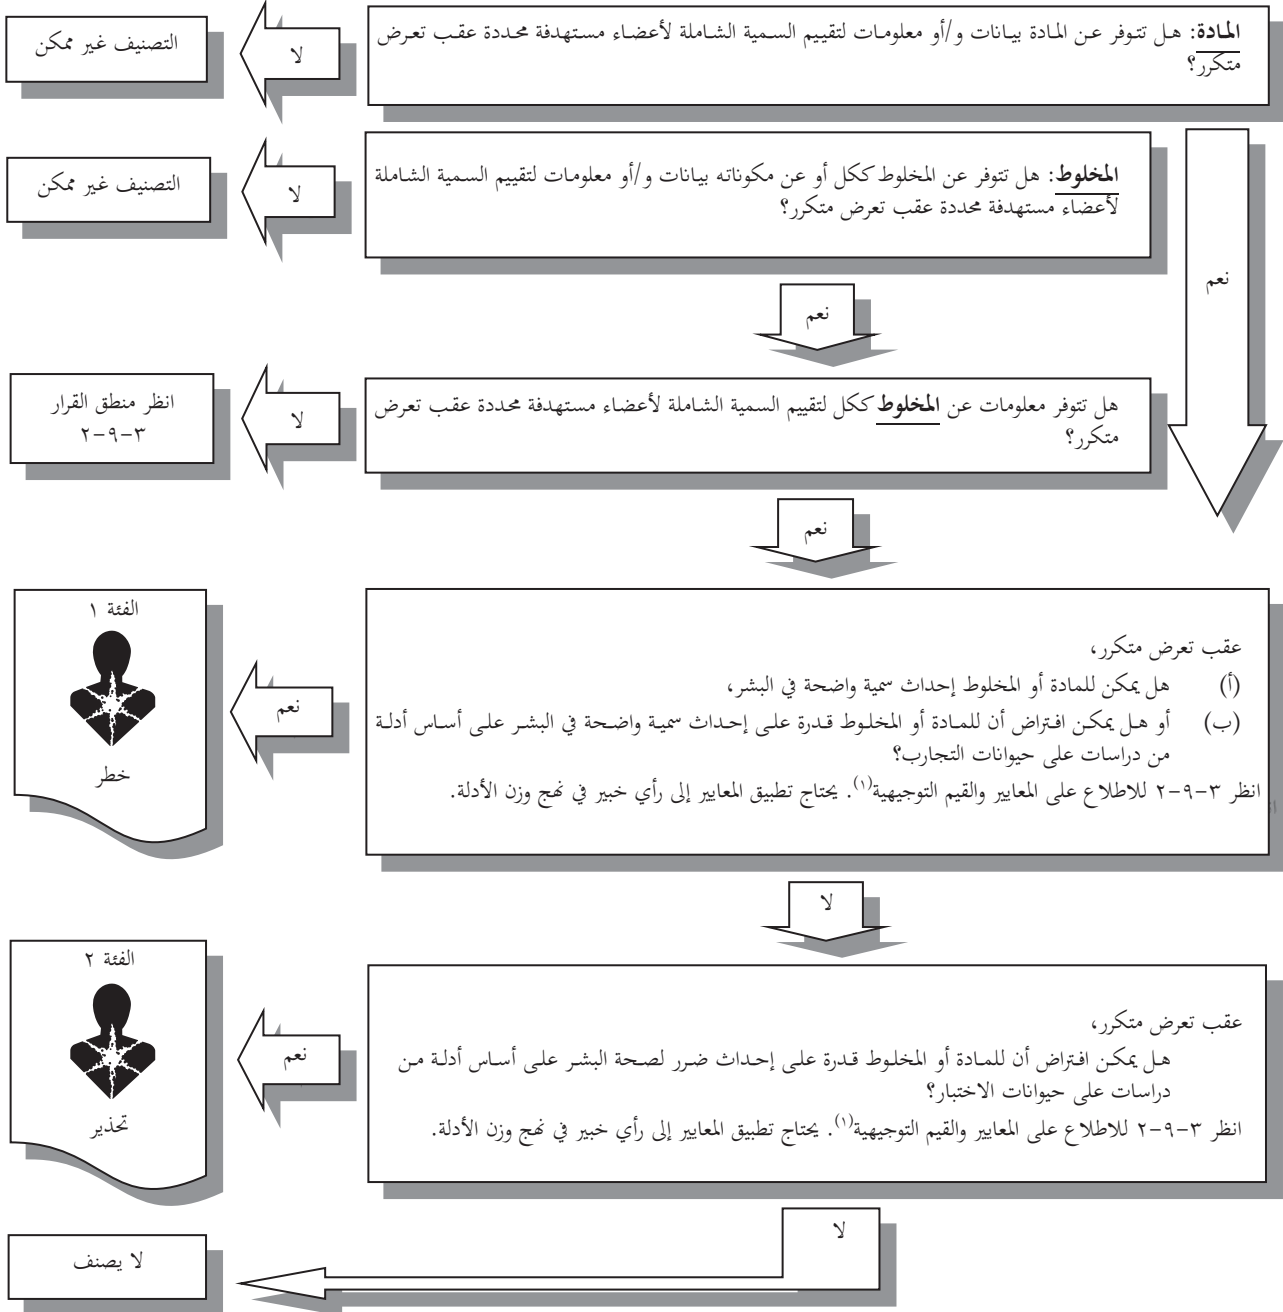 المادة: هل تتوفر عن المادة بيانات و/أو معلومات لتقييم السمية الشاملة لأعضاء مستهدفة محددة عقب تعرض
متكرر؟
لا
التصنيف غير ممكن
المخلوط: هل تتوفر عن المخلوط ككل أو عن مكوناته بيانات و/أو معلومات لتقييم السمية الشاملة
لأعضاء مستهدفة محددة عقب تعرض متكرر؟
لا
التصنيف غير ممكن
نعم
نعم
هل تتوفر معلومات عن المخلوط ككل لتقييم السمية الشاملة لأعضاء مستهدفة محددة عقب تعرض
متكرر؟
لا
انظر منطق القرار
٣-٩-٢
نعم
عقب تعرض متكرر،
(أ) هل يمكن للمادة أو المخلوط إحداث سمية واضحة في البشر،
(ب) أو هل يمكن افتراض أن للمادة أو المخلوط قدرة على إحداث سمية واضحة في البشر على أساس أدلة
من دراسات على حيوانات التجارب؟
انظر ٣-٩-٢ للاطلاع على المعايير والقيم التوجيهية(١). يحتاج تطبيق المعايير إلى رأي خبير في نهج وزن الأدلة.
نعم
الفئة ١
خطر
لا
عقب تعرض متكرر،
هل يمكن افتراض أن للمادة أو المخلوط قدرة على إحداث ضرر لصحة البشر على أساس أدلة من
دراسات على حيوانات الاختبار؟
انظر ٣-٩-٢ للاطلاع على المعايير والقيم التوجيهية(١). يحتاج تطبيق المعايير إلى رأي خبير في نهج وزن الأدلة.
نعم
الفئة ٢
تحذير
لا
لا يصنف